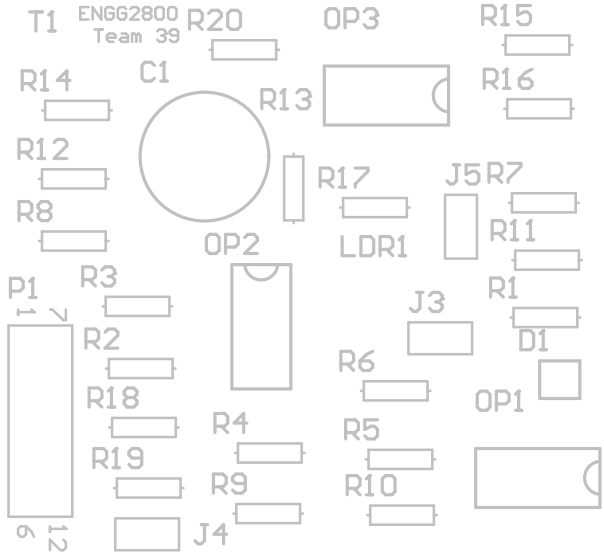 T1
ENGG2800
Team 39
R20
OP3
R15
R14
C1
R13
R16
R12
R17
J5
R7
R8
OP2
LDR1
R11
P1
R3
R1
1
7
J3
R2
D1
R6
R18
OP1
R4
R5
R19
R9
R10
6
12
J4